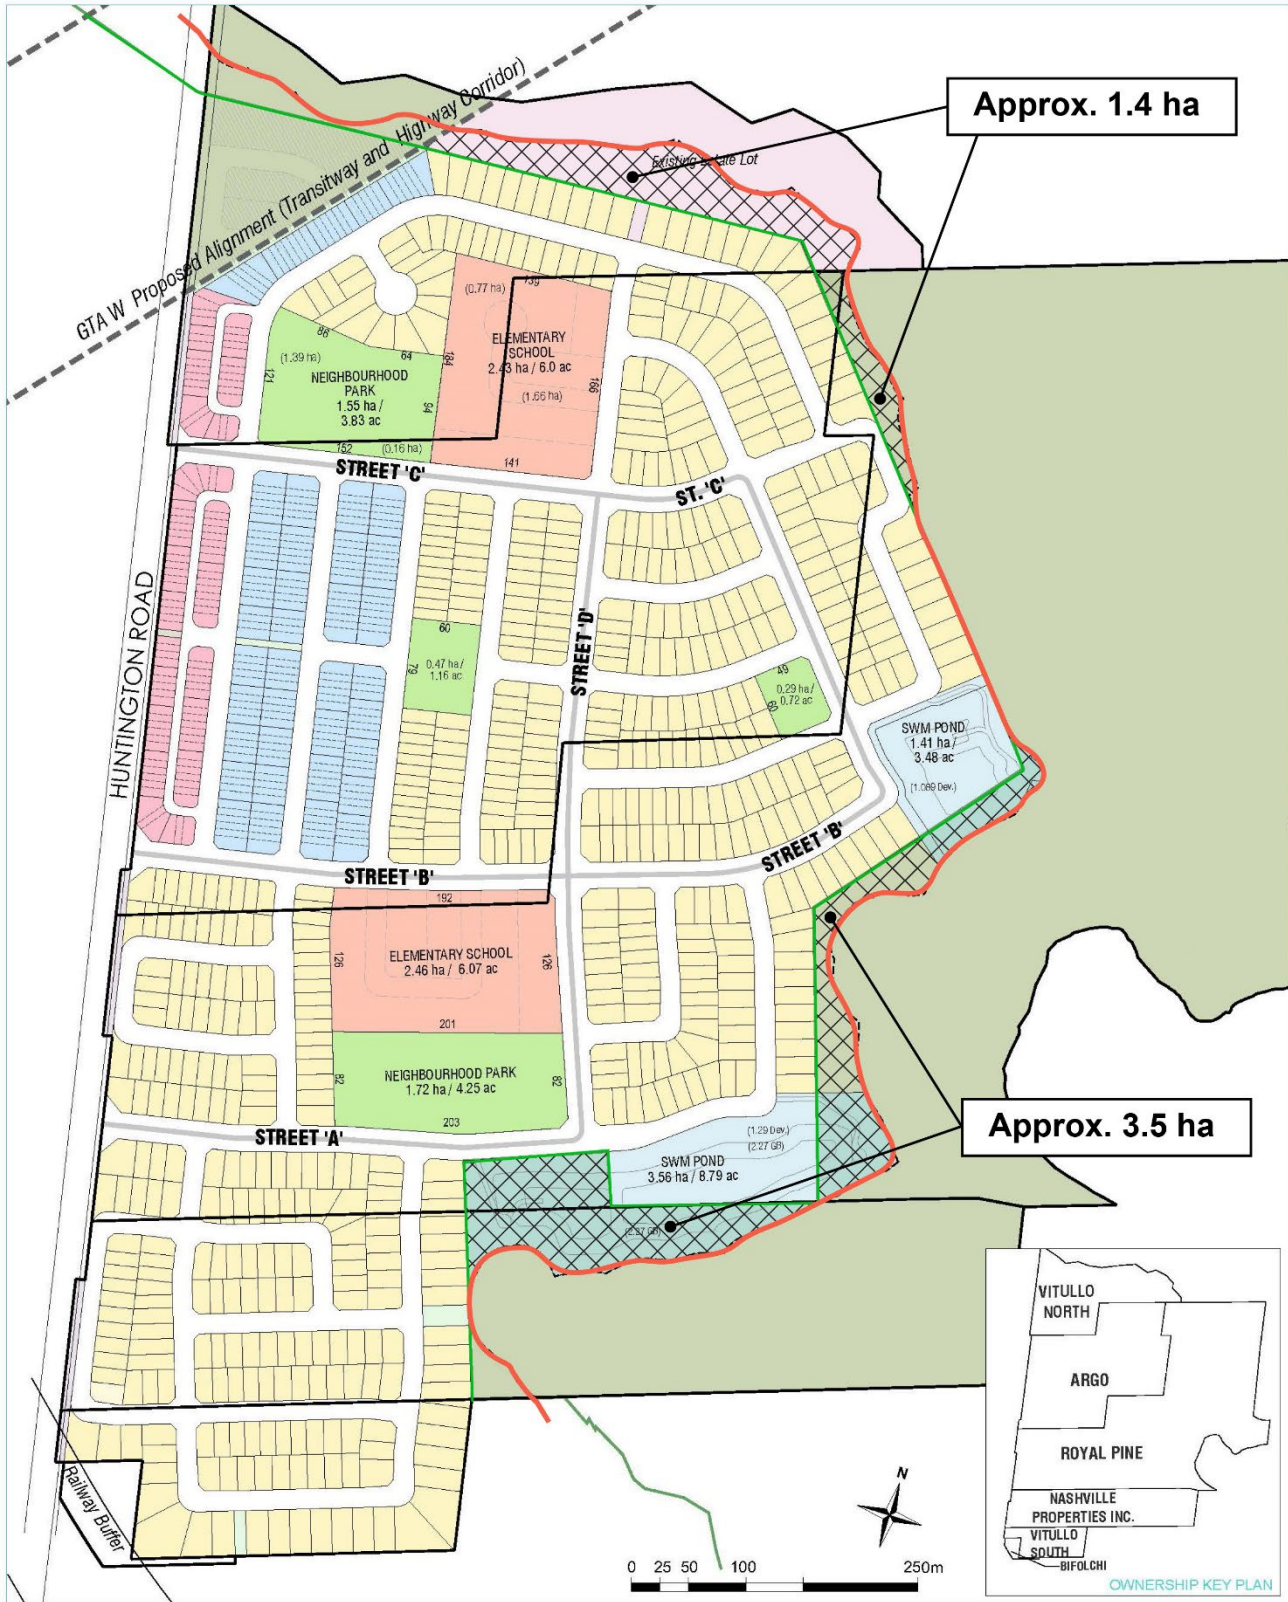 Approx. 1.4 ha
Existing Estate Lot
GTA W Proposed Alignment (Transitway and Highway Corridor)
(0.77 ha)
139
ELEMENTARY
SCHOOL
2.43 ha / 6.0 ac
(1.66 ha)
184
166
141
86
64
(1.39 ha)
121
NEIGHBOURHOOD
PARK
1.55 ha /
3.83 ac
94
152
(0.16 ha)
STREET 'C'
ST. 'C'
HUNTINGTON ROAD
STREET 'D'
60
79
0.47 ha /
1.16 ac
49
60
0.29 ha /
0.72 ac
SWM POND
1.41 ha /
3.48 ac
(1.089 Dev.)
STREET 'B'
STREET 'B'
192
ELEMENTARY SCHOOL
2.46 ha / 6.07 ac
126
126
201
NEIGHBOURHOOD PARK
1.72 ha / 4.25 ac
82
82
203
STREET 'A'
Approx. 3.5 ha
(1.29 Dev.)
(2.27 GB)
SWM POND
3.56 ha / 8.79 ac
(2.27 GB)
Railway Buffer
N
0 25 50 100 250m
VITULLO
NORTH
ARGO
ROYAL PINE
NASHVILLE
PROPERTIES INC.
VITULLO
SOUTH
BIFOLCHI
OWNERSHIP KEY PLAN